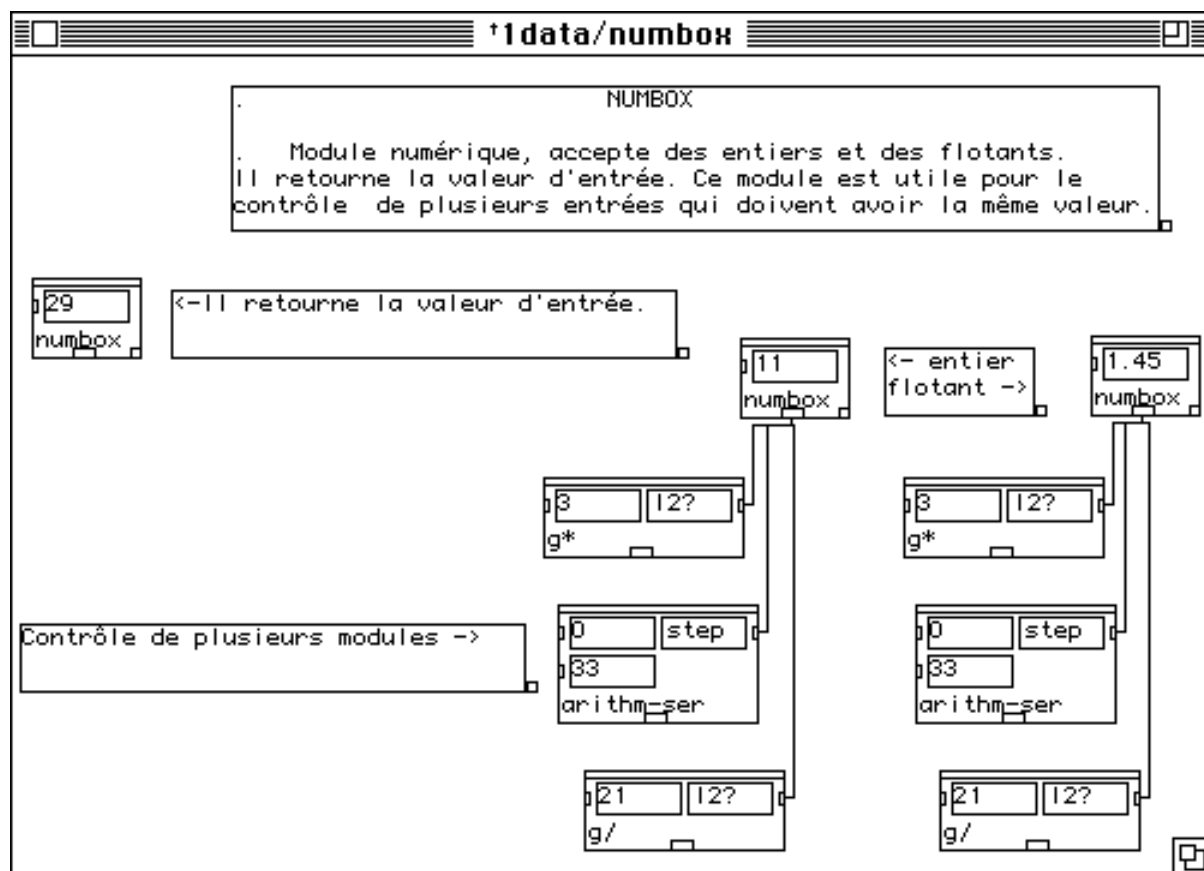 †1data/numbox
. NUMBOX
. Module numérique, accepte des entiers et des flotants.
Il retourne la valeur d'entrée. Ce module est utile pour le
contrôle de plusieurs entrées qui doivent avoir la même valeur.
29
numbox
<-Il retourne la valeur d'entrée.
11
numbox
<- entier
flotant ->
1.45
numbox
3 l2?
g*
3 l2?
g*
Contrôle de plusieurs modules ->
0 step
33
arithm-ser
0 step
33
arithm-ser
21 l2?
g/
21 l2?
g/